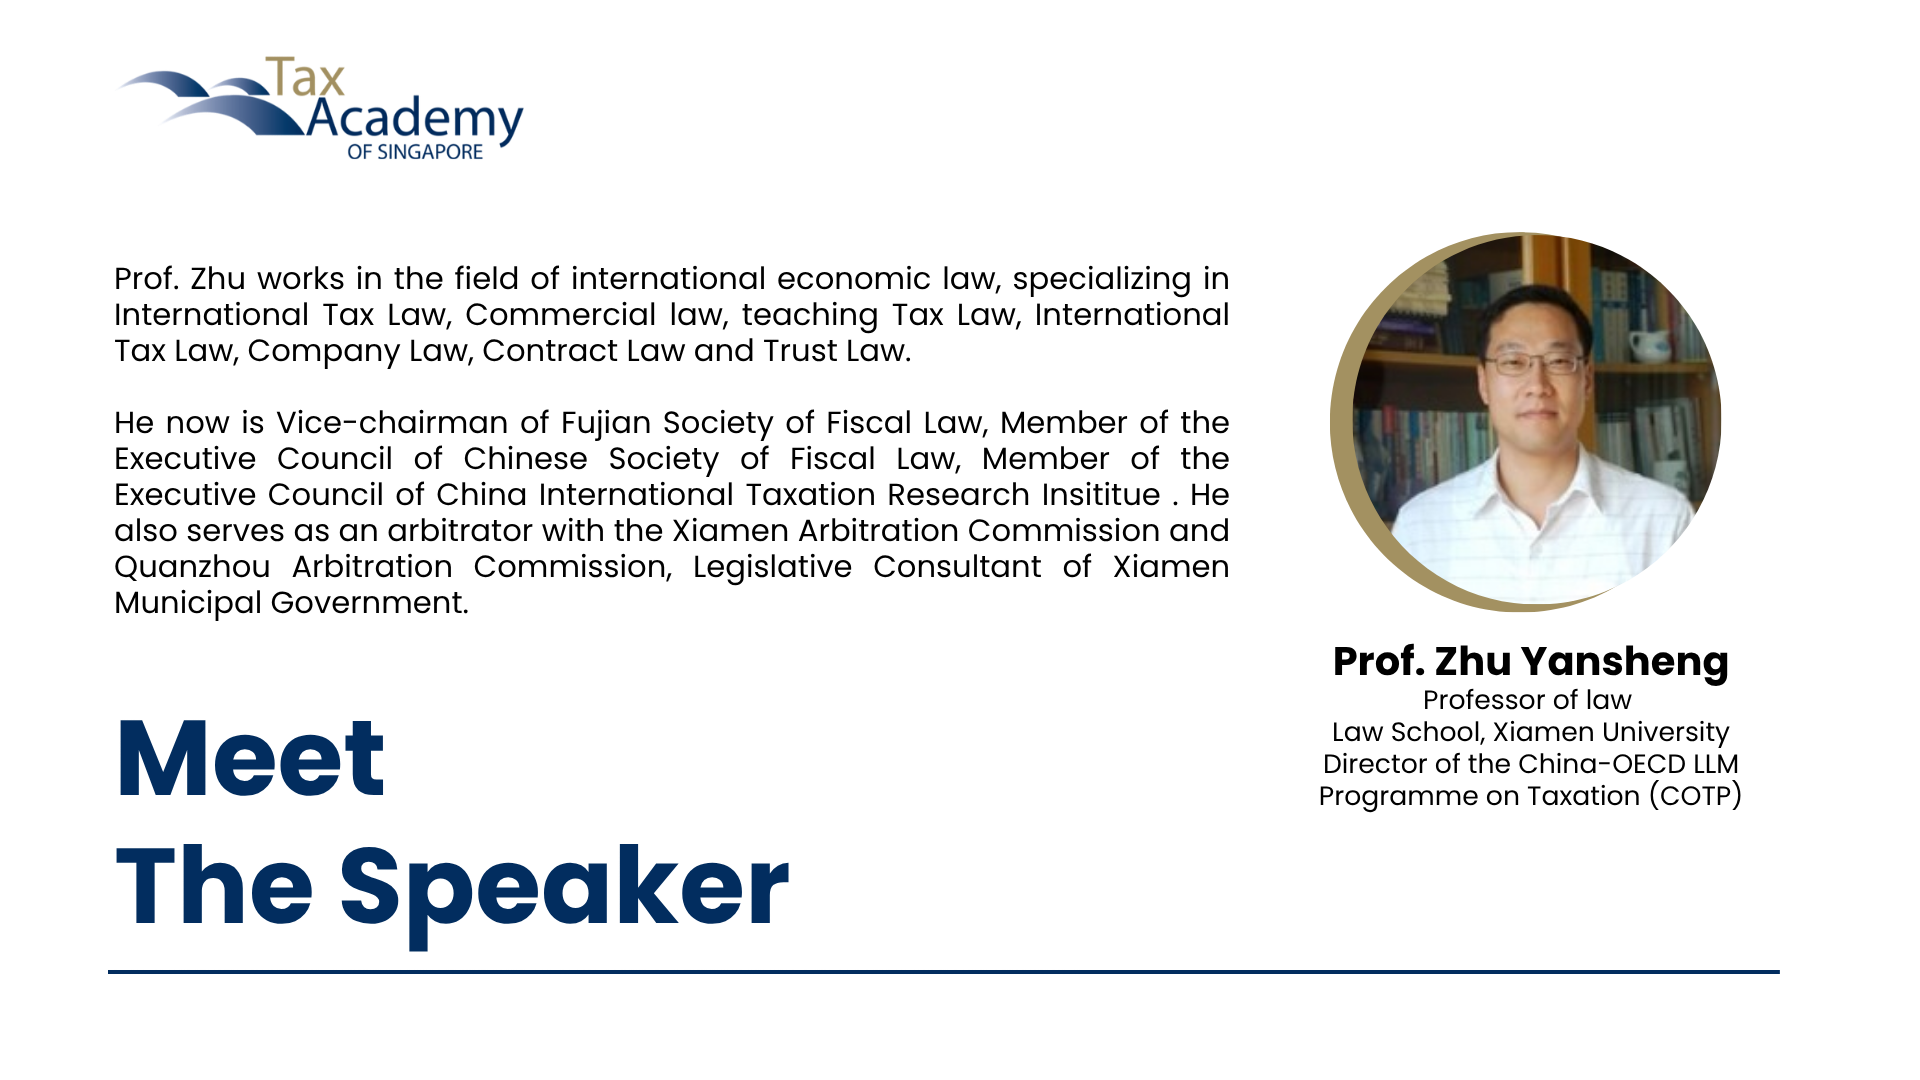 Tax
Academy
OF SINGAPORE
Prof. Zhu works in the field of international economic law, specializing in
International Tax Law, Commercial law, teaching Tax Law, International
Tax Law, Company Law, Contract Law and Trust Law.
He now is Vice-chairman of Fujian Society of Fiscal Law, Member of the
Executive Council of Chinese Society of Fiscal Law, Member of the
Executive Council of China International Taxation Research Insititue . He
also serves as an arbitrator with the Xiamen Arbitration Commission and
Quanzhou Arbitration Commission, Legislative Consultant of Xiamen
Municipal Government.
Prof. Zhu Yansheng
Professor of law
Law School, Xiamen University
Director of the China-OECD LLM
Programme on Taxation (COTP)
Meet
The Speaker